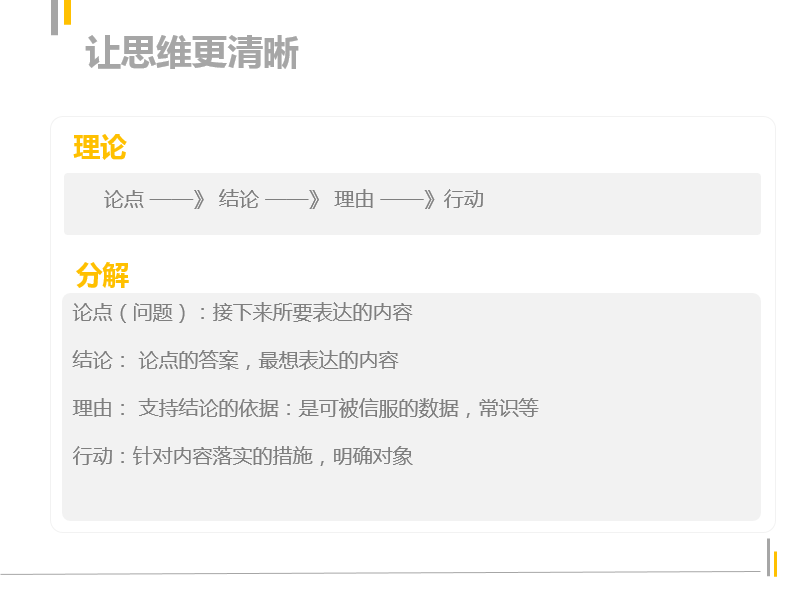 让思维更清晰
理论
论点 ——》 结论 ——》 理由 ——》行动
分解
论点（问题）：接下来所要表达的内容
结论： 论点的答案，最想表达的内容
理由： 支持结论的依据：是可被信服的数据，常识等
行动：针对内容落实的措施，明确对象